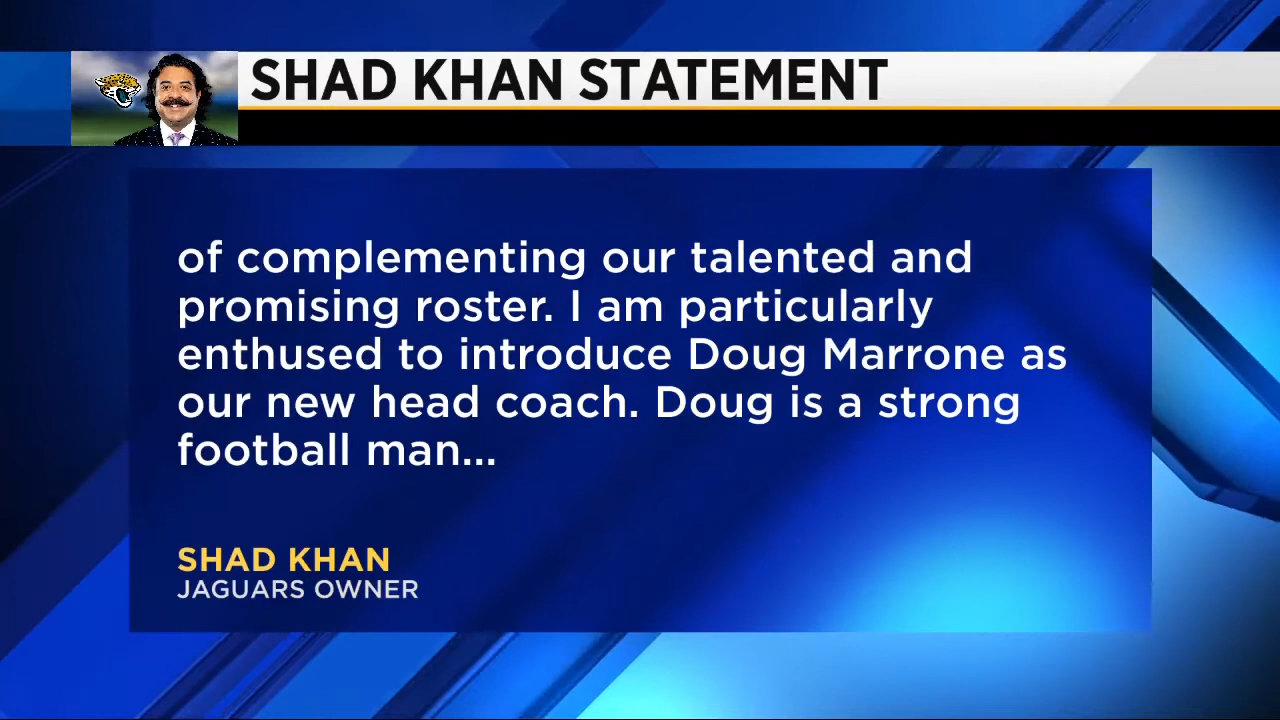 SHAD KHAN STATEMENT
of complementing our talented and
promising roster. I am particularly
enthused to introduce Doug Marrone as
our new head coach. Doug is a strong
football man...
SHAD KHAN
JAGUARS OWNER